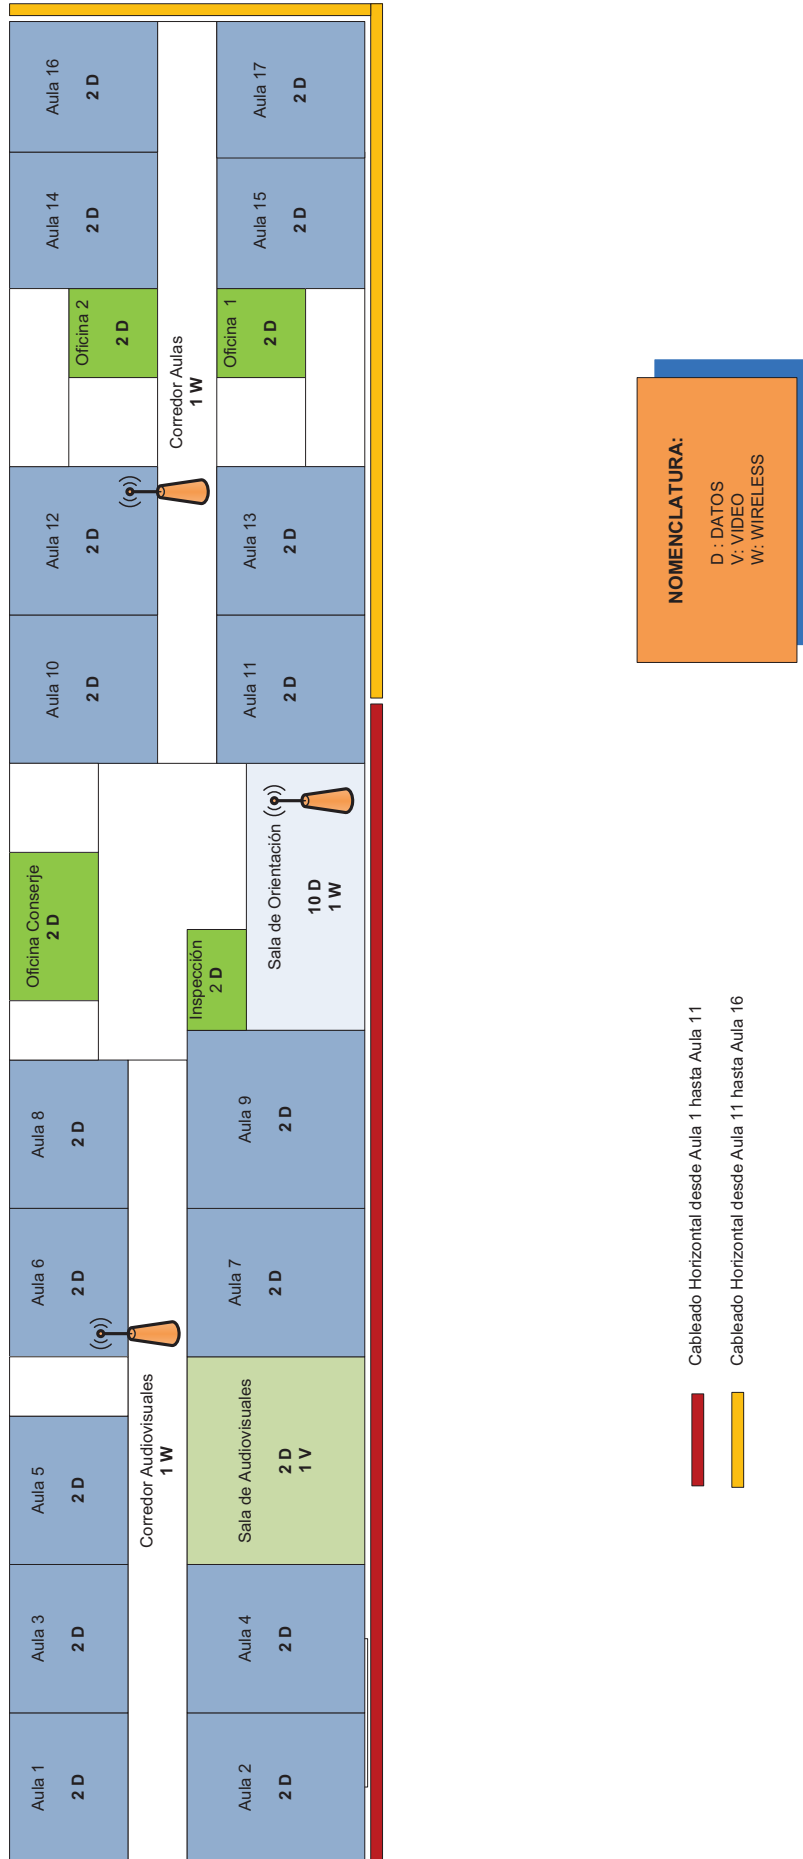 Aula 1
2 D
Aula 3
2 D
Aula 5
2 D
Aula 6
2 D
Aula 8
2 D
Oficina Conserje
2 D
Aula 10
2 D
Aula 12
2 D
Oficina 2
2 D
Aula 14
2 D
Aula 16
2 D
Corredor Audiovisuales
1 W
Corredor Aulas
1 W
Aula 2
2 D
Aula 4
2 D
Sala de Audiovisuales
2 D
1 V
Aula 7
2 D
Aula 9
2 D
Inspección
2 D
Sala de Orientación
10 D
1 W
Aula 11
2 D
Aula 13
2 D
Oficina 1
2 D
Aula 15
2 D
Aula 17
2 D
NOMENCLATURA:
D : DATOS
V: VIDEO
W: WIRELESS
Cableado Horizontal desde Aula 1 hasta Aula 11
Cableado Horizontal desde Aula 11 hasta Aula 16